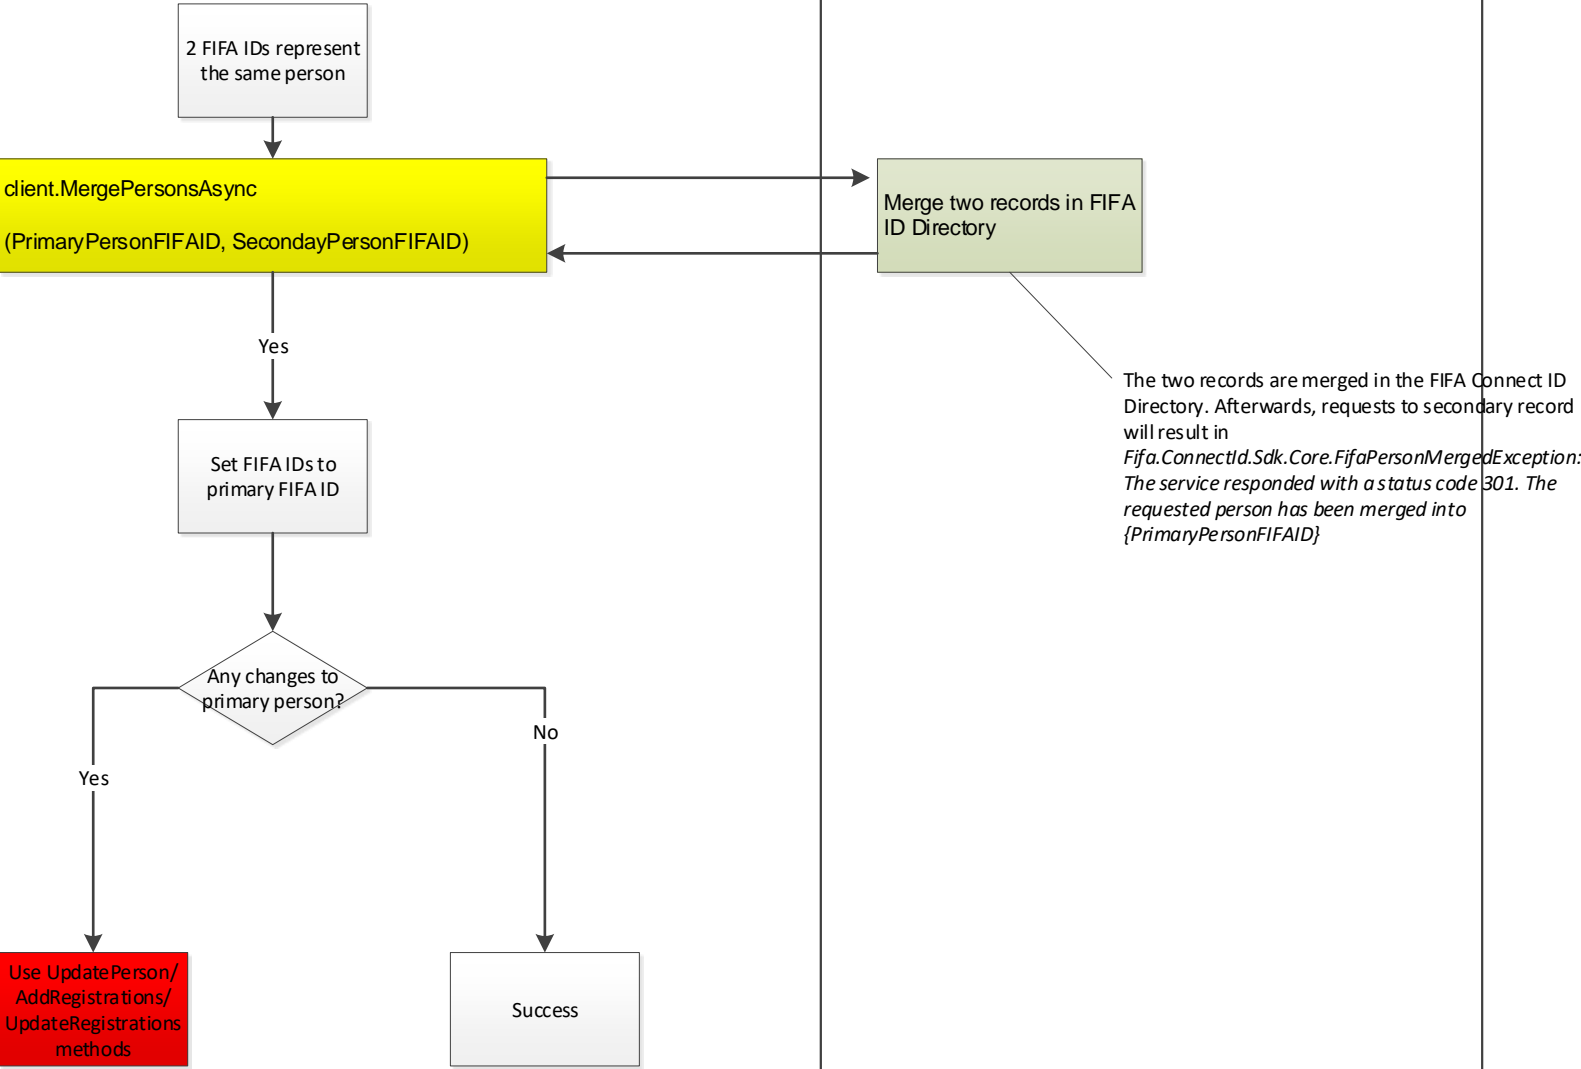 2 FIFA IDs represent
the same person
client.MergePersonsAsync
(PrimaryPersonFIFAID, SecondayPersonFIFAID)
Merge two records in FIFA
ID Directory
Yes
The two records are merged in the FIFA Connect ID
Directory. Afterwards, requests to secondary record
will result in
Fifa.ConnectId.Sdk.Core.FifaPersonMergedException:
The service responded with a status code 301. The
requested person has been merged into
{PrimaryPersonFIFAID}
Set FIFA IDs to
primary FIFA ID
Any changes to
primary person?
No
Yes
Use UpdatePerson/
AddRegistrations/
UpdateRegistrations
methods
Success